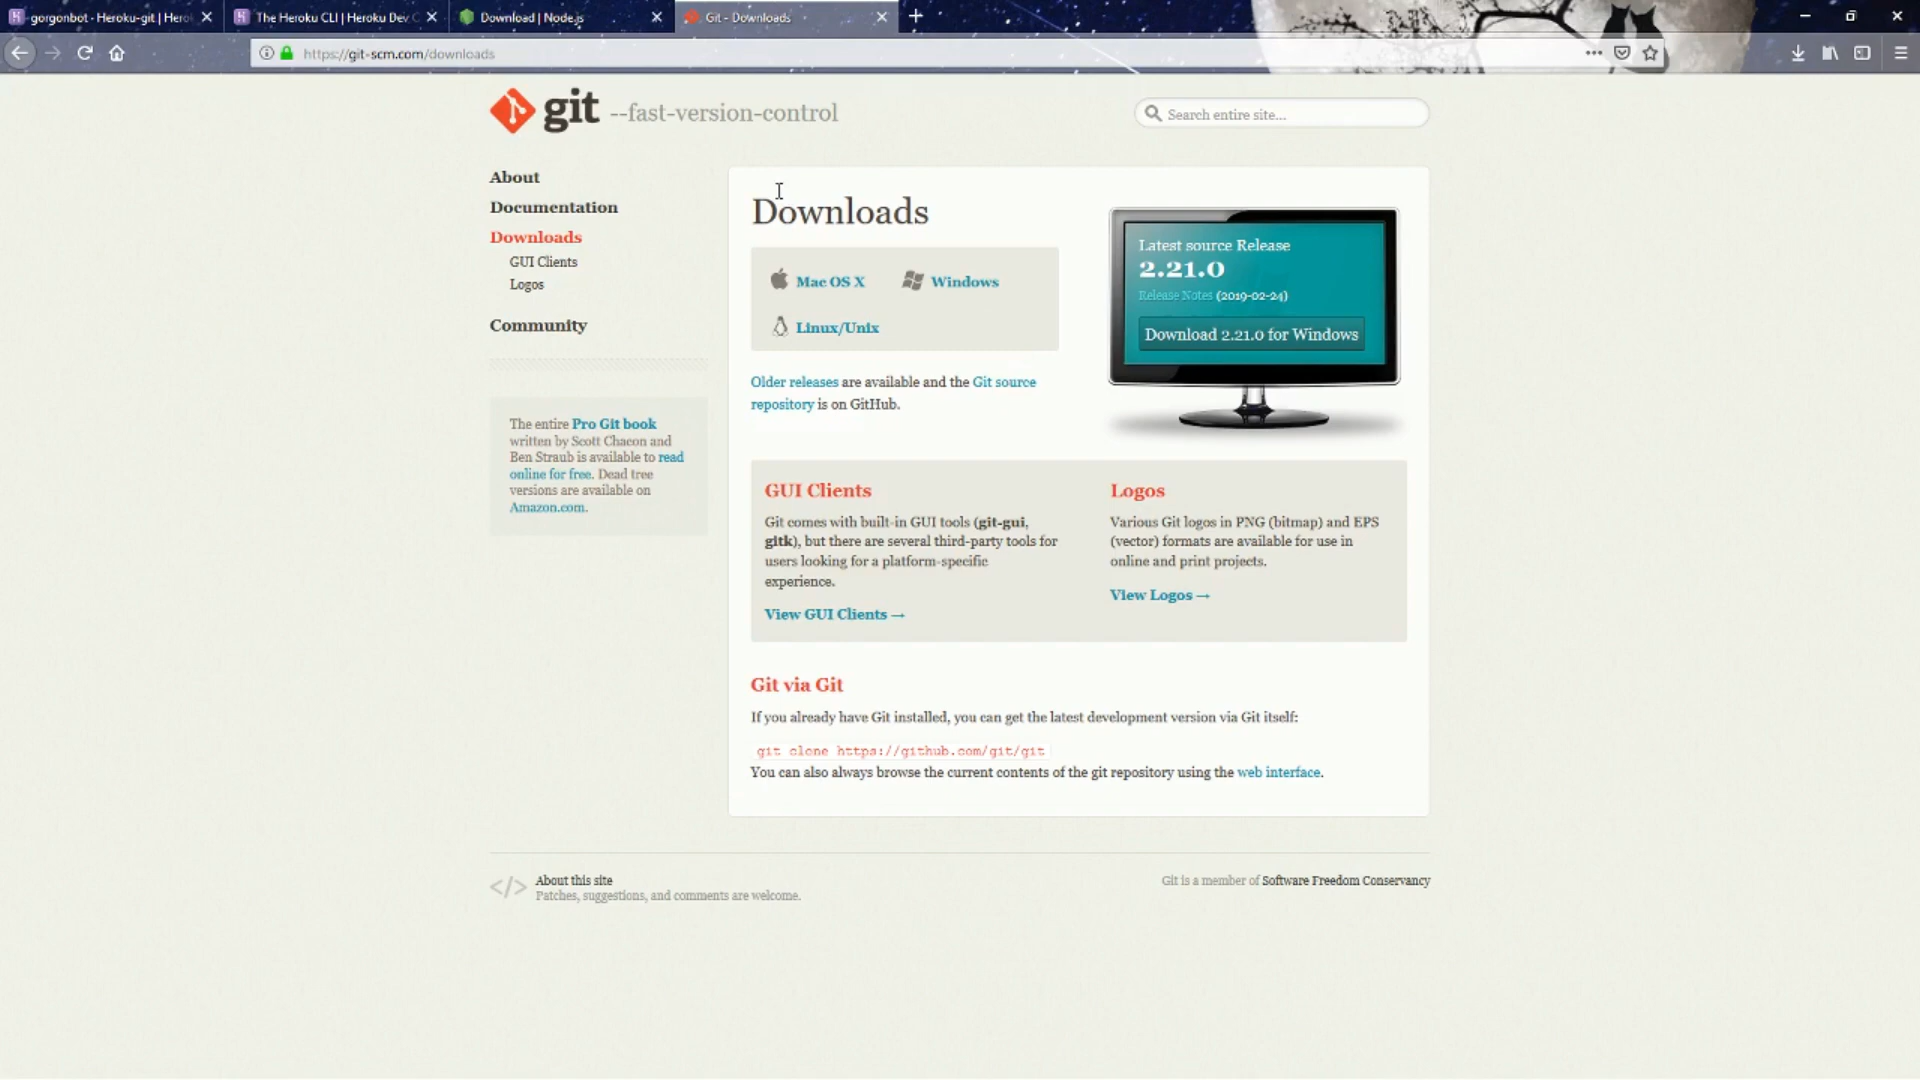 gorgonbot - Heroku-git | Hero
The Heroku CLI | Heroku Dev C
Download | Node.js
Git - Downloads
https://git-scm.com/downloads
git --fast-version-control
Search entire site...
About
Documentation
Downloads
GUI Clients
Logos
Community
The entire Pro Git book
written by Scott Chacon and
Ben Straub is available to read
online for free. Dead tree
versions are available on
Amazon.com.
Downloads
Mac OS X
Windows
Linux/Unix
Older releases are available and the Git source
repository is on GitHub.
Latest source Release
2.21.0
Release Notes (2019-02-24)
Download 2.21.0 for Windows
GUI Clients
Git comes with built-in GUI tools (git-gui,
gitk), but there are several third-party tools for
users looking for a platform-specific
experience.
View GUI Clients →
Logos
Various Git logos in PNG (bitmap) and EPS
(vector) formats are available for use in
online and print projects.
View Logos →
Git via Git
If you already have Git installed, you can get the latest development version via Git itself:
git clone https://github.com/git/git
You can also always browse the current contents of the git repository using the web interface.
</>
About this site
Patches, suggestions, and comments are welcome.
Git is a member of Software Freedom Conservancy